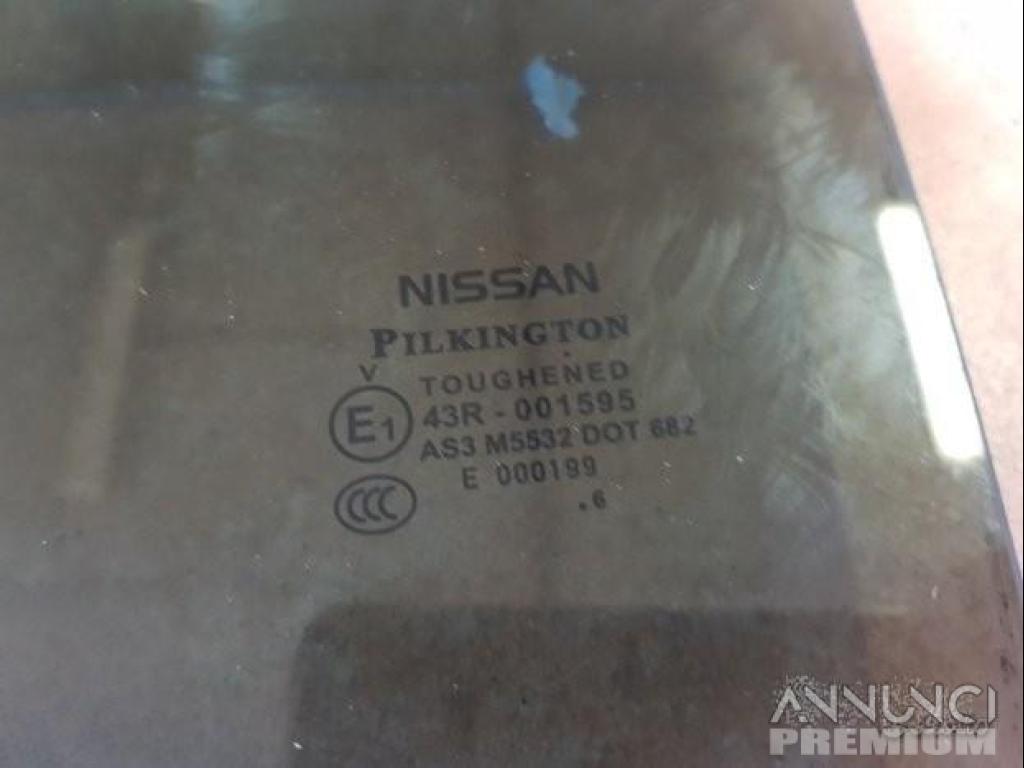 NISSAN
PILKINGTON
V
TOUGHENED
E1
43R - 001595
AS3 M5532 DOT 682
E 000199
CCC
.6
ANNUNCI
PREMIUM